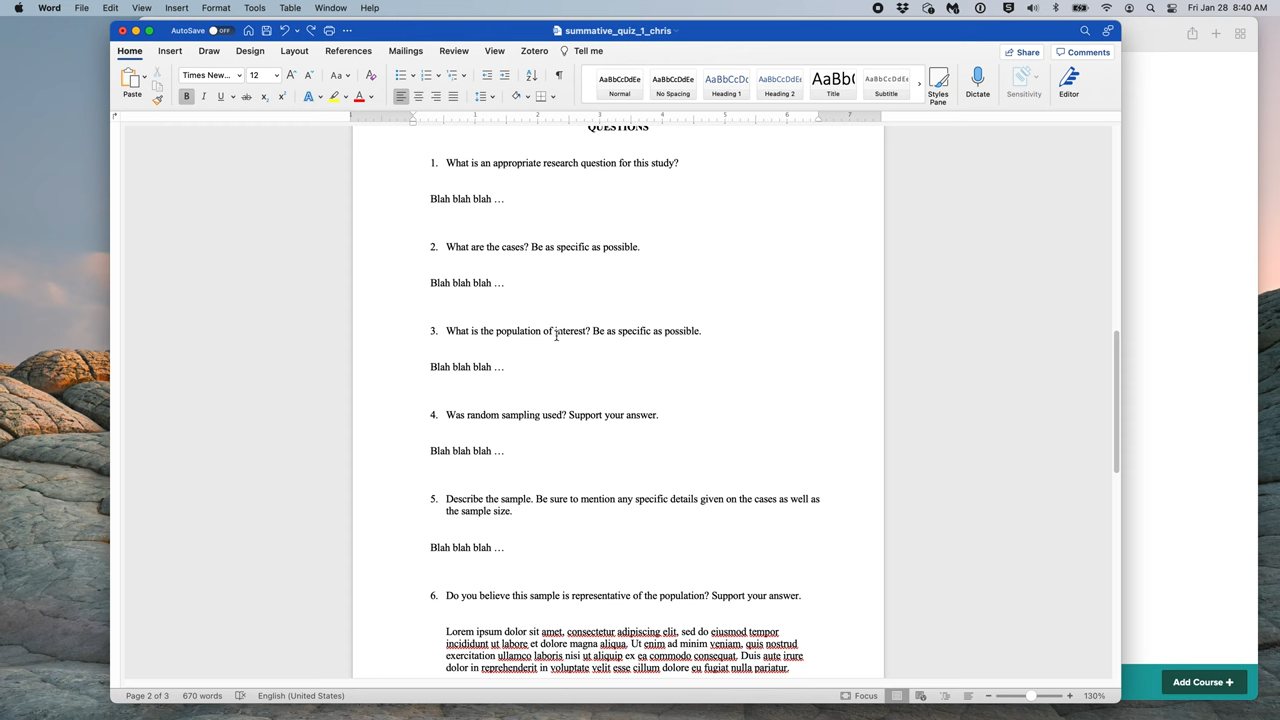 Word File Edit View Insert Format Tools Table Window Help Fri Jan 28 8:40 AM
AutoSave OFF summative_quiz_1_chris
Home Insert Draw Design Layout References Mailings Review View Zotero Tell me Share Comments
Paste Times New... 12 Aa
AaBbCcDdEe Normal
AaBbCcDdEe No Spacing
AaBbCcDc Heading 1
AaBbCcDdEe Heading 2
AaBb( Title
AaBbCcDdEe Subtitle
Styles Pane
Dictate
Sensitivity
Editor
1 1 2 3 4 5 6 7
QUESTIONS
1. What is an appropriate research question for this study?
Blah blah blah …
2. What are the cases? Be as specific as possible.
Blah blah blah …
3. What is the population of interest? Be as specific as possible.
Blah blah blah …
4. Was random sampling used? Support your answer.
Blah blah blah …
5. Describe the sample. Be sure to mention any specific details given on the cases as well as
the sample size.
Blah blah blah …
6. Do you believe this sample is representative of the population? Support your answer.
Lorem ipsum dolor sit amet, consectetur adipiscing elit, sed do eiusmod tempor
incididunt ut labore et dolore magna aliqua. Ut enim ad minim veniam, quis nostrud
exercitation ullamco laboris nisi ut aliquip ex ea commodo consequat. Duis aute irure
dolor in reprehenderit in voluptate velit esse cillum dolore eu fugiat nulla pariatur.
Add Course +
Page 2 of 3 670 words English (United States) Focus 130%